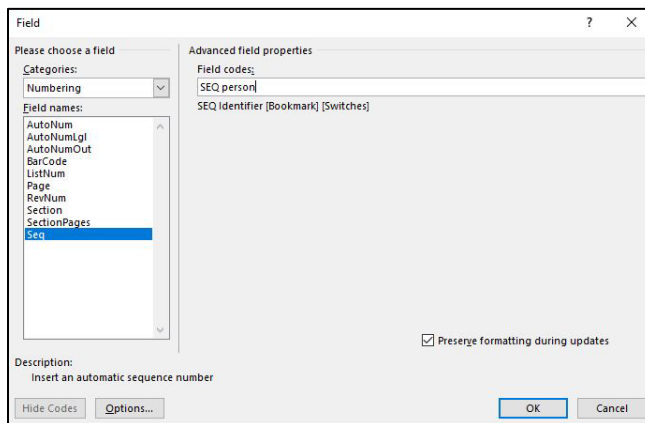 Field
?
Please choose a field
Categories:
Numbering
Field names:
AutoNum
AutoNumLgl
AutoNumOut
BarCode
ListNum
Page
RevNum
Section
SectionPages
Seq
Advanced field properties
Field codes:
SEQ person
SEQ Identifier [Bookmark] [Switches]
Preserve formatting during updates
Description:
Insert an automatic sequence number
Hide Codes
Options...
OK
Cancel